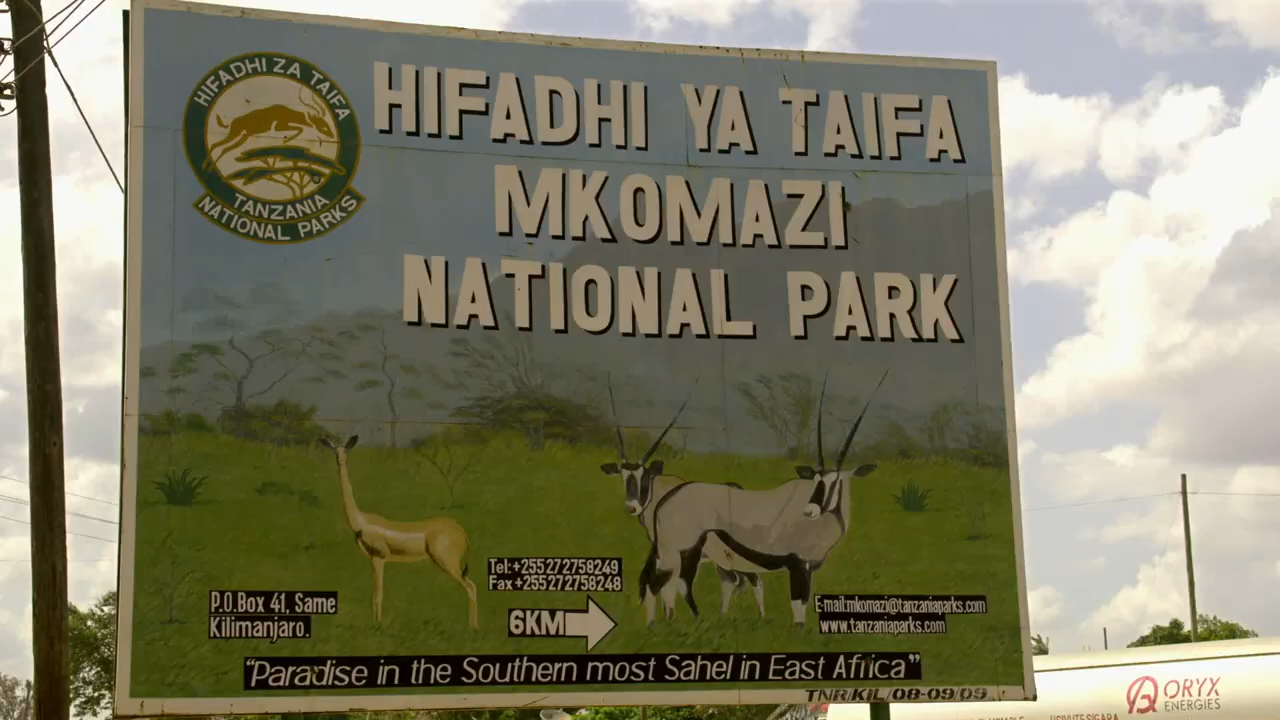 HIFADHI ZA TAIFA
TANZANIA
NATIONAL PARKS
HIFADHI YA TAIFA
MKOMAZI
NATIONAL PARK
Tel:+255272758249
Fax+255272758248
P.O.Box 41, Same
Kilimanjaro.
6KM
E-mail:mkomazi@tanzaniaparks.com
www.tanzaniaparks.com
"Paradise in the Southern most Sahel in East Africa"
TNR/KIL/08-09/09
ORYX
ENERGIES
USIVUTE SIGARA